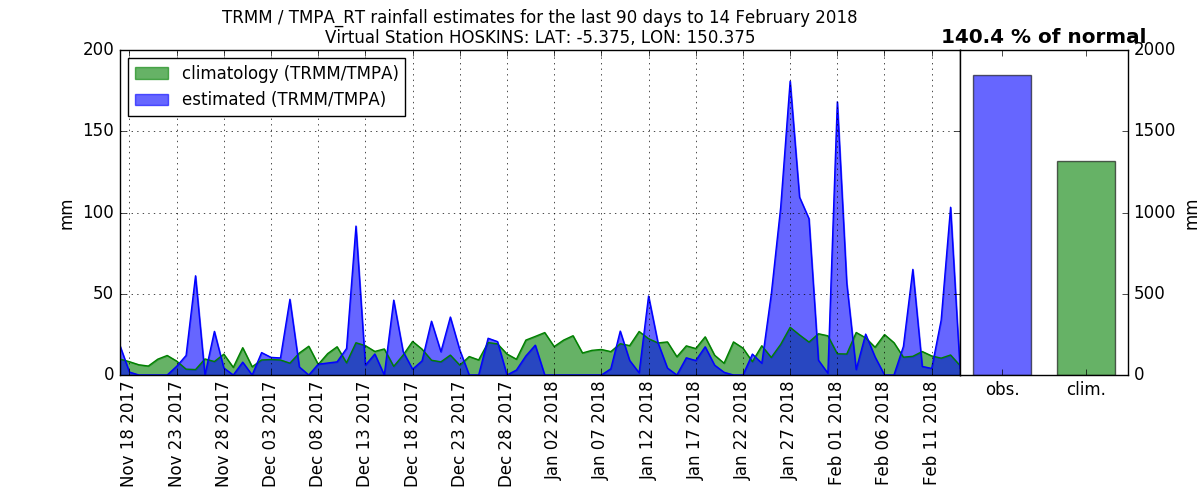 TRMM / TMPA_RT rainfall estimates for the last 90 days to 14 February 2018
Virtual Station HOSKINS: LAT: -5.375, LON: 150.375
140.4 % of normal
climatology (TRMM/TMPA)
estimated (TRMM/TMPA)
200
150
100
50
0
mm
2000
1500
1000
500
0
mm
Nov 18 2017
Nov 23 2017
Nov 28 2017
Dec 03 2017
Dec 08 2017
Dec 13 2017
Dec 18 2017
Dec 23 2017
Dec 28 2017
Jan 02 2018
Jan 07 2018
Jan 12 2018
Jan 17 2018
Jan 22 2018
Jan 27 2018
Feb 01 2018
Feb 06 2018
Feb 11 2018
obs.
clim.